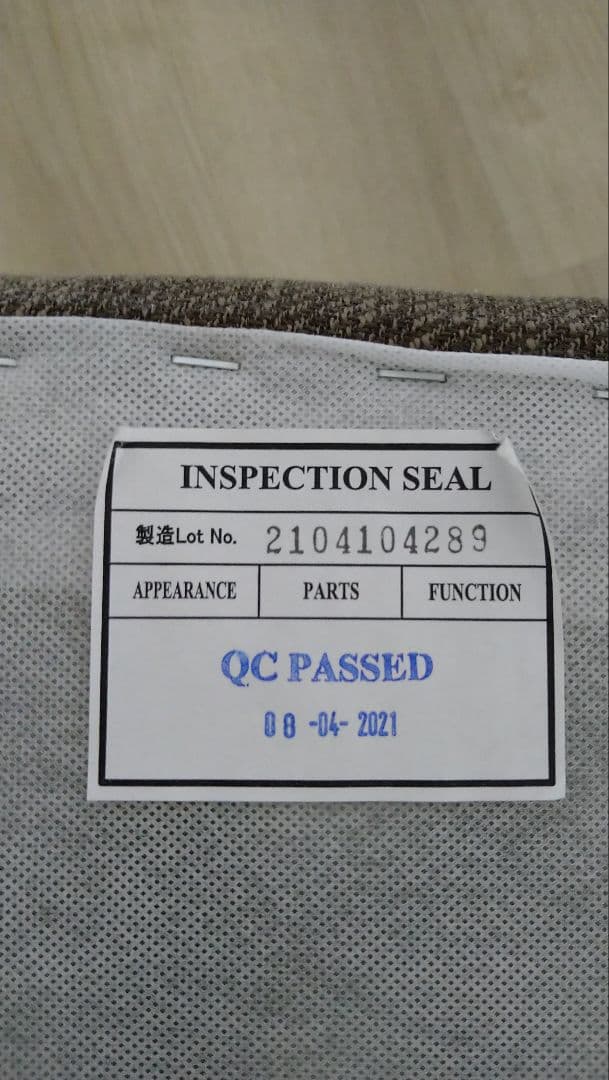 INSPECTION SEAL
製造Lot No. 2104104289
APPEARANCE PARTS FUNCTION
QC PASSED
08 -04- 2021